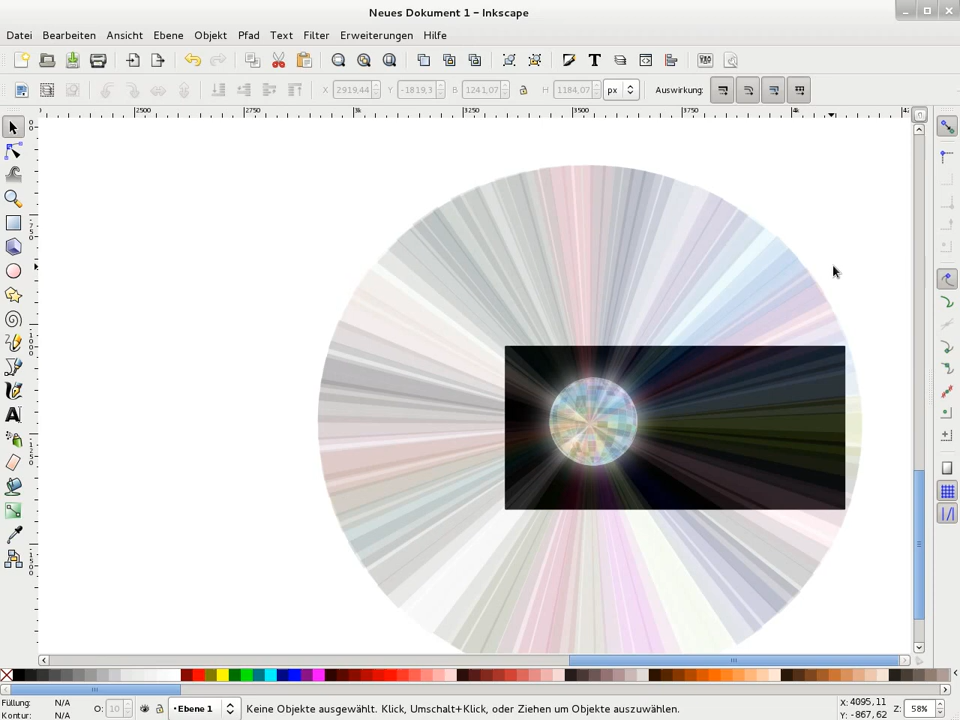 Neues Dokument 1 - Inkscape
Datei Bearbeiten Ansicht Ebene Objekt Pfad Text Filter Erweiterungen Hilfe
X 2919,44 Y -1819,3 B 1241,07 H 1184,07 px Auswirkung:
2500 2750 3k 3250 3500 3750 4k
Füllung: N/A O: 10 •Ebene 1 Keine Objekte ausgewählt. Klick, Umschalt+Klick, oder Ziehen um Objekte auszuwählen. X: 4095,11 Z: 58%
Kontur: N/A Y: -867,62